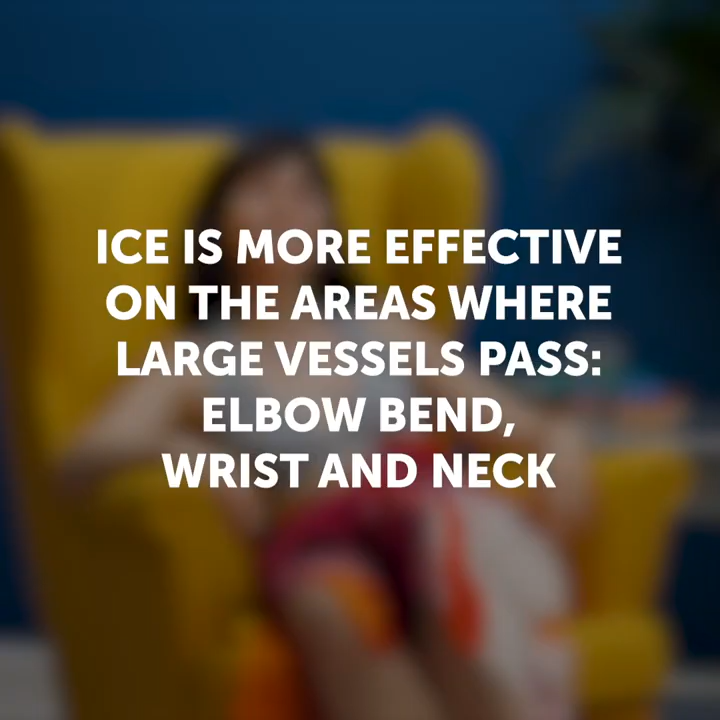 ICE IS MORE EFFECTIVE
ON THE AREAS WHERE
LARGE VESSELS PASS:
ELBOW BEND,
WRIST AND NECK